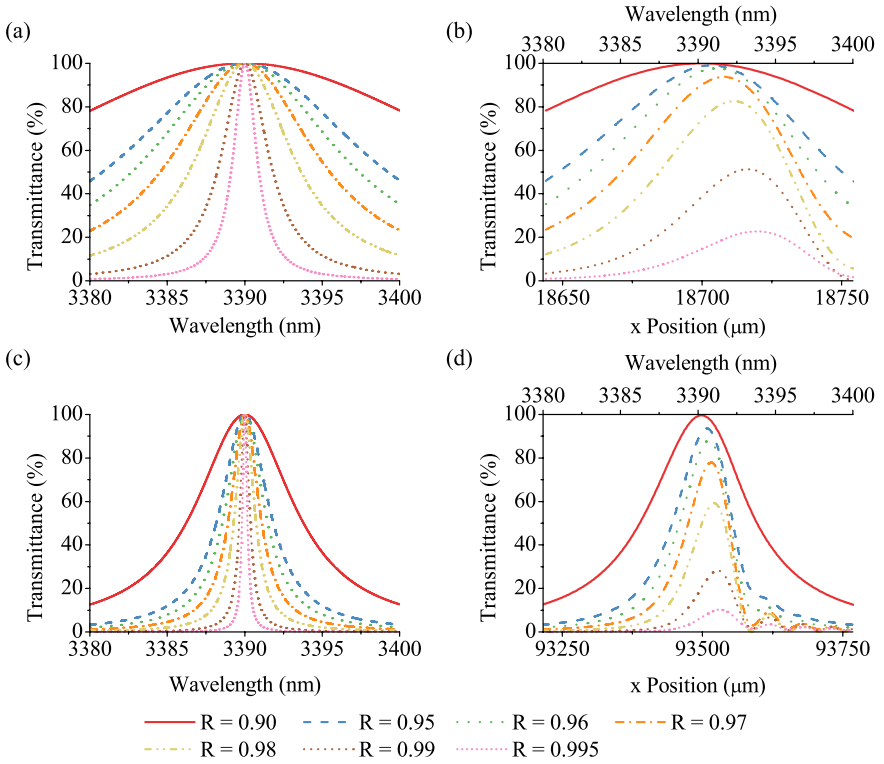 (a)
Transmittance (%)
100
80
60
40
20
0
3380 3385 3390 3395 3400
Wavelength (nm)
(b)
Wavelength (nm)
3380 3385 3390 3393 3395 3400
Transmittance (%)
100
80
60
40
20
0
18650 18700 18750
x Position (μm)
(c)
Transmittance (%)
100
80
60
40
20
0
3380 3385 3390 3395 3400
Wavelength (nm)
(d)
Wavelength (nm)
3380 3385 3390 3395 3400
Transmittance (%)
100
80
60
40
20
0
93250 93500 93750
x Position (μm)
R = 0.90 R = 0.95 R = 0.96 R = 0.97
R = 0.98 R = 0.99 R = 0.995